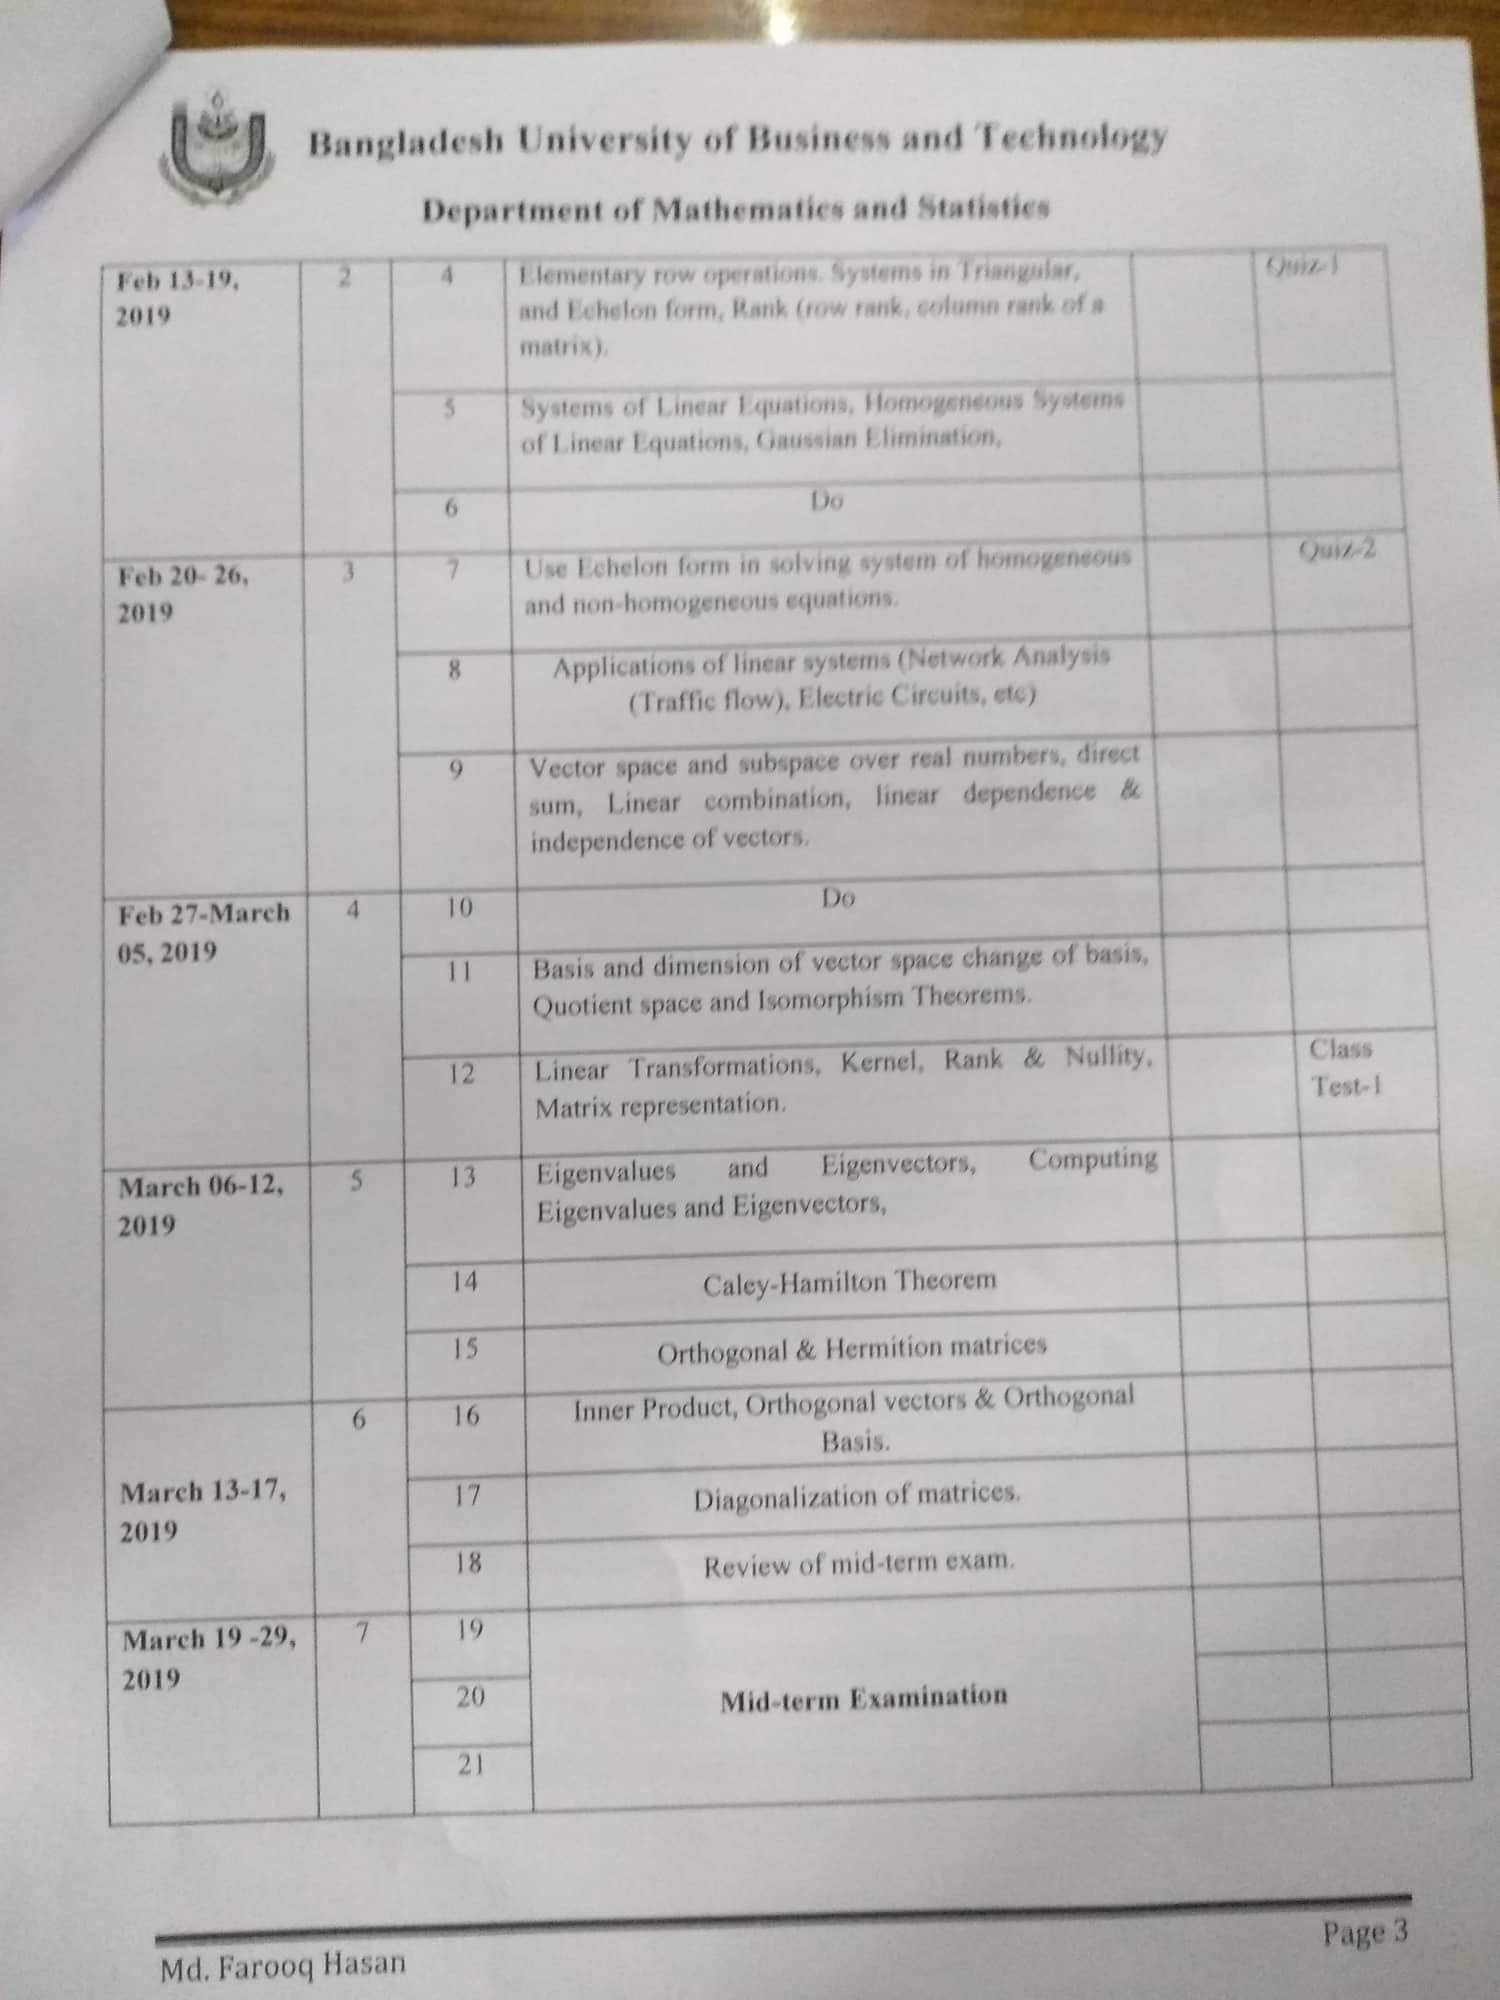 Bangladesh University of Business and Technology
Department of Mathematics and Statistics
Feb 13-19,
2019
2
4
Elementary row operations. Systems in Triangular,
and Echelon form, Rank (row rank, column rank of a
matrix).
Quiz-1
5
Systems of Linear Equations, Homogeneous Systems
of Linear Equations, Gaussian Elimination,
6
Do
Feb 20- 26,
2019
3
7
Use Echelon form in solving system of homogeneous
and non-homogeneous equations.
Quiz-2
8
Applications of linear systems (Network Analysis
(Traffic flow), Electric Circuits, etc)
9
Vector space and subspace over real numbers, direct
sum, Linear combination, linear dependence &
independence of vectors.
Feb 27-March
05, 2019
4
10
Do
11
Basis and dimension of vector space change of basis,
Quotient space and Isomorphism Theorems.
12
Linear Transformations, Kernel, Rank & Nullity,
Matrix representation.
Class
Test-1
March 06-12,
2019
5
13
Eigenvalues and Eigenvectors, Computing
Eigenvalues and Eigenvectors,
14
Caley-Hamilton Theorem
15
Orthogonal & Hermition matrices
March 13-17,
2019
6
16
Inner Product, Orthogonal vectors & Orthogonal
Basis.
17
Diagonalization of matrices.
18
Review of mid-term exam.
March 19 -29,
2019
7
19
20
21
Mid-term Examination
Md. Farooq Hasan
Page 3